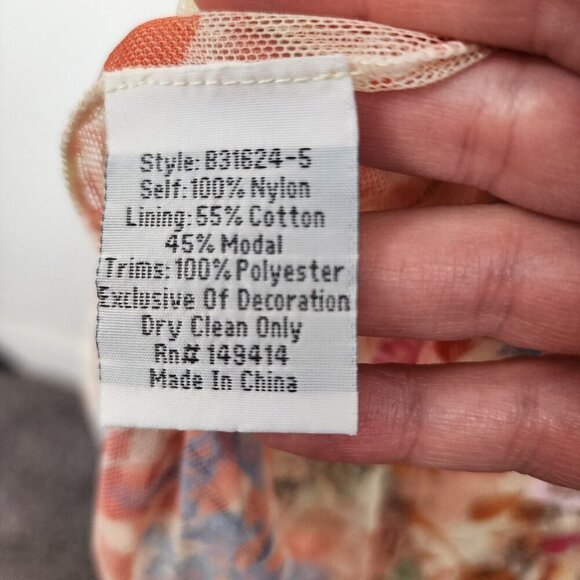 Style: B31624-5
Self:100% Nylon
Lining: 55% Cotton
45% Modal
Trims: 100% Polyester
Exclusive Of Decoration
Dry Clean Only
Rn# 149414
Made In China